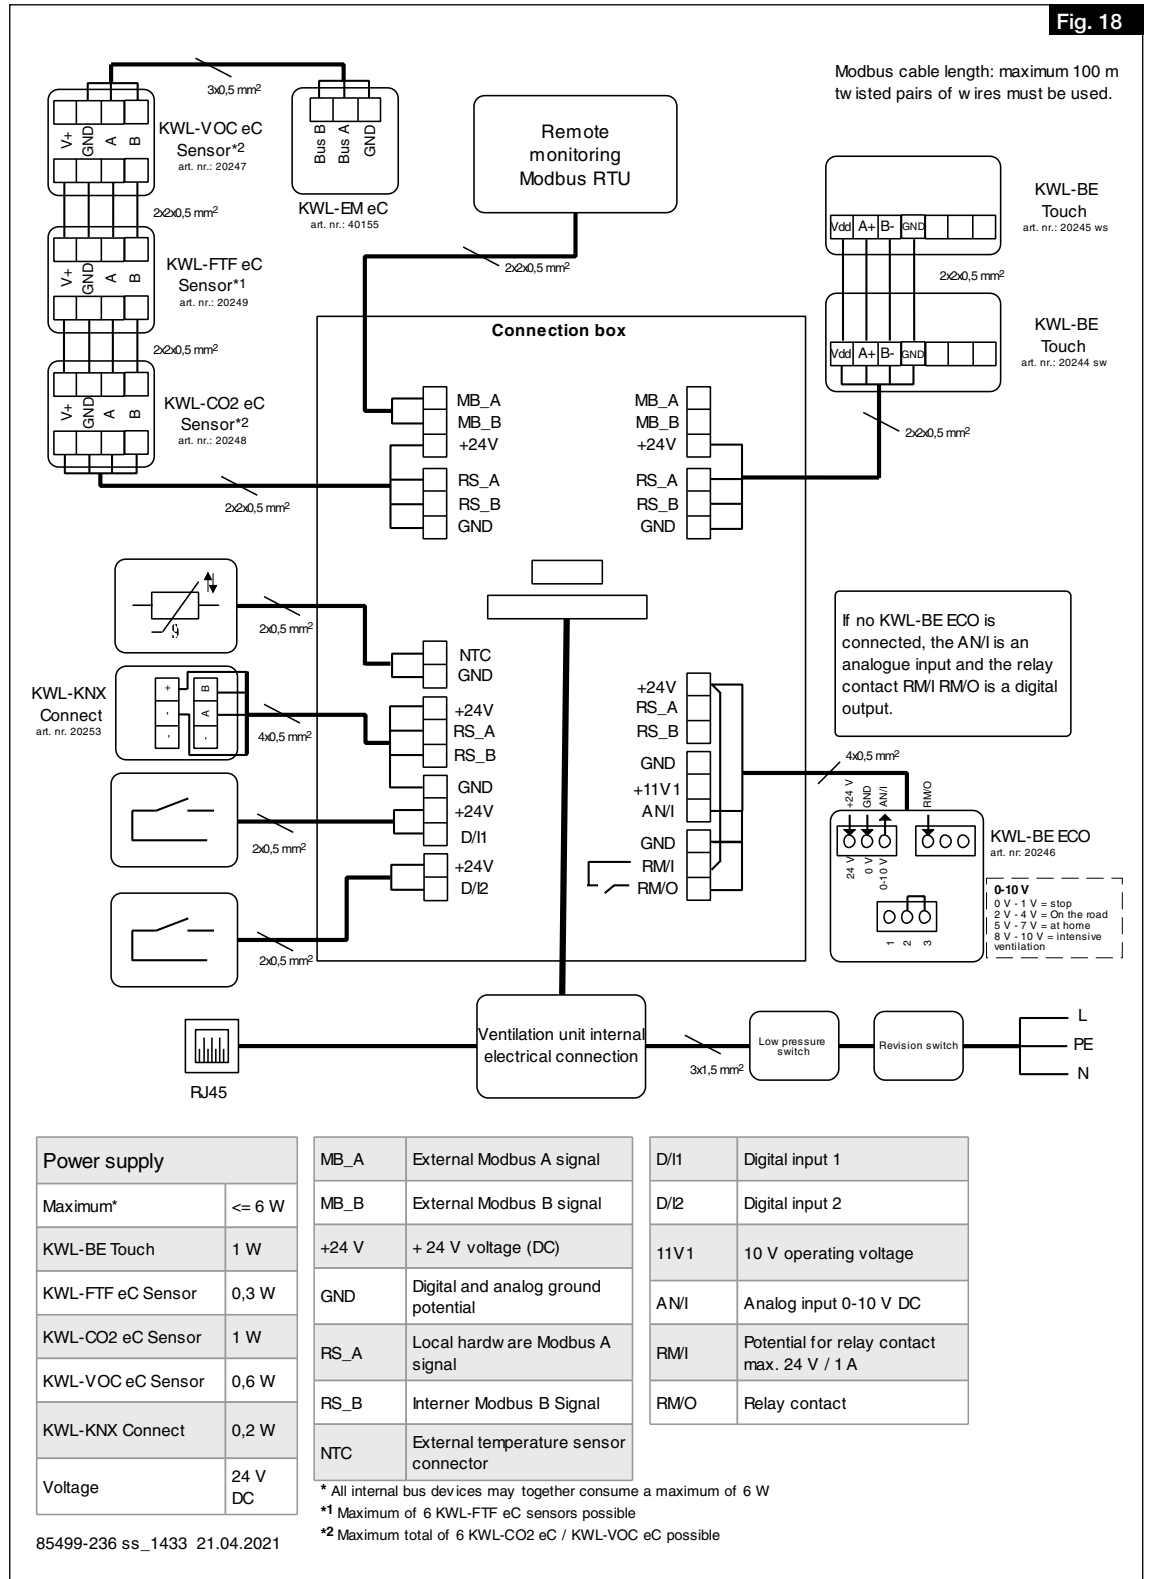 Fig. 18
Modbus cable length: maximum 100 m
twisted pairs of wires must be used.
3x0,5 mm²
V+
GND
A
B
KWL-VOC eC
Sensor*2
art. nr.: 20247
Bus B
Bus A
GND
KWL-EM eC
art. nr.: 40155
Remote
monitoring
Modbus RTU
KWL-BE
Touch
art. nr.: 20245 ws
Vdd
A+
B-
GND
2x2x0,5 mm²
2x2x0,5 mm²
2x2x0,5 mm²
V+
GND
A
B
KWL-FTF eC
Sensor*1
art. nr.: 20249
2x2x0,5 mm²
KWL-BE
Touch
art. nr.: 20244 sw
Vdd
A+
B-
GND
2x2x0,5 mm²
V+
GND
A
B
KWL-CO2 eC
Sensor*2
art. nr.: 20248
2x2x0,5 mm²
Connection box
MB_A
MB_B
+24V
RS_A
RS_B
GND
MB_A
MB_B
+24V
RS_A
RS_B
GND
ϑ
2x0,5 mm²
NTC
GND
KWL-KNX
Connect
art. nr. 20253
+
-
-
B
A
-
4x0,5 mm²
+24V
RS_A
RS_B
GND
+24V
D/I1
+24V
D/I2
2x0,5 mm²
2x0,5 mm²
+24V
RS_A
RS_B
GND
+11V1
AN/I
GND
RM/I
RM/O
If no KWL-BE ECO is
connected, the AN/I is an
analogue input and the relay
contact RM/I RM/O is a digital
output.
4x0,5 mm²
+24 V
GND
AN/I
RM/O
24 V
0 V
0-10 V
1
2
3
KWL-BE ECO
art. nr: 20246
0-10 V
0 V - 1 V = stop
2 V - 4 V = On the road
5 V - 7 V = at home
8 V - 10 V = intensive
ventilation
RJ45
Ventilation unit internal
electrical connection
3x1,5 mm²
Low pressure
switch
Revision switch
L
PE
N
Power supply
Maximum* <= 6 W
KWL-BE Touch 1 W
KWL-FTF eC Sensor 0,3 W
KWL-CO2 eC Sensor 1 W
KWL-VOC eC Sensor 0,6 W
KWL-KNX Connect 0,2 W
Voltage 24 V
DC
MB_A External Modbus A signal
MB_B External Modbus B signal
+24 V + 24 V voltage (DC)
GND Digital and analog ground
potential
RS_A Local hardware Modbus A
signal
RS_B Interner Modbus B Signal
NTC External temperature sensor
connector
D/I1 Digital input 1
D/I2 Digital input 2
11V1 10 V operating voltage
AN/I Analog input 0-10 V DC
RM/I Potential for relay contact
max. 24 V / 1 A
RM/O Relay contact
* All internal bus devices may together consume a maximum of 6 W
*1 Maximum of 6 KWL-FTF eC sensors possible
*2 Maximum total of 6 KWL-CO2 eC / KWL-VOC eC possible
85499-236 ss_1433 21.04.2021